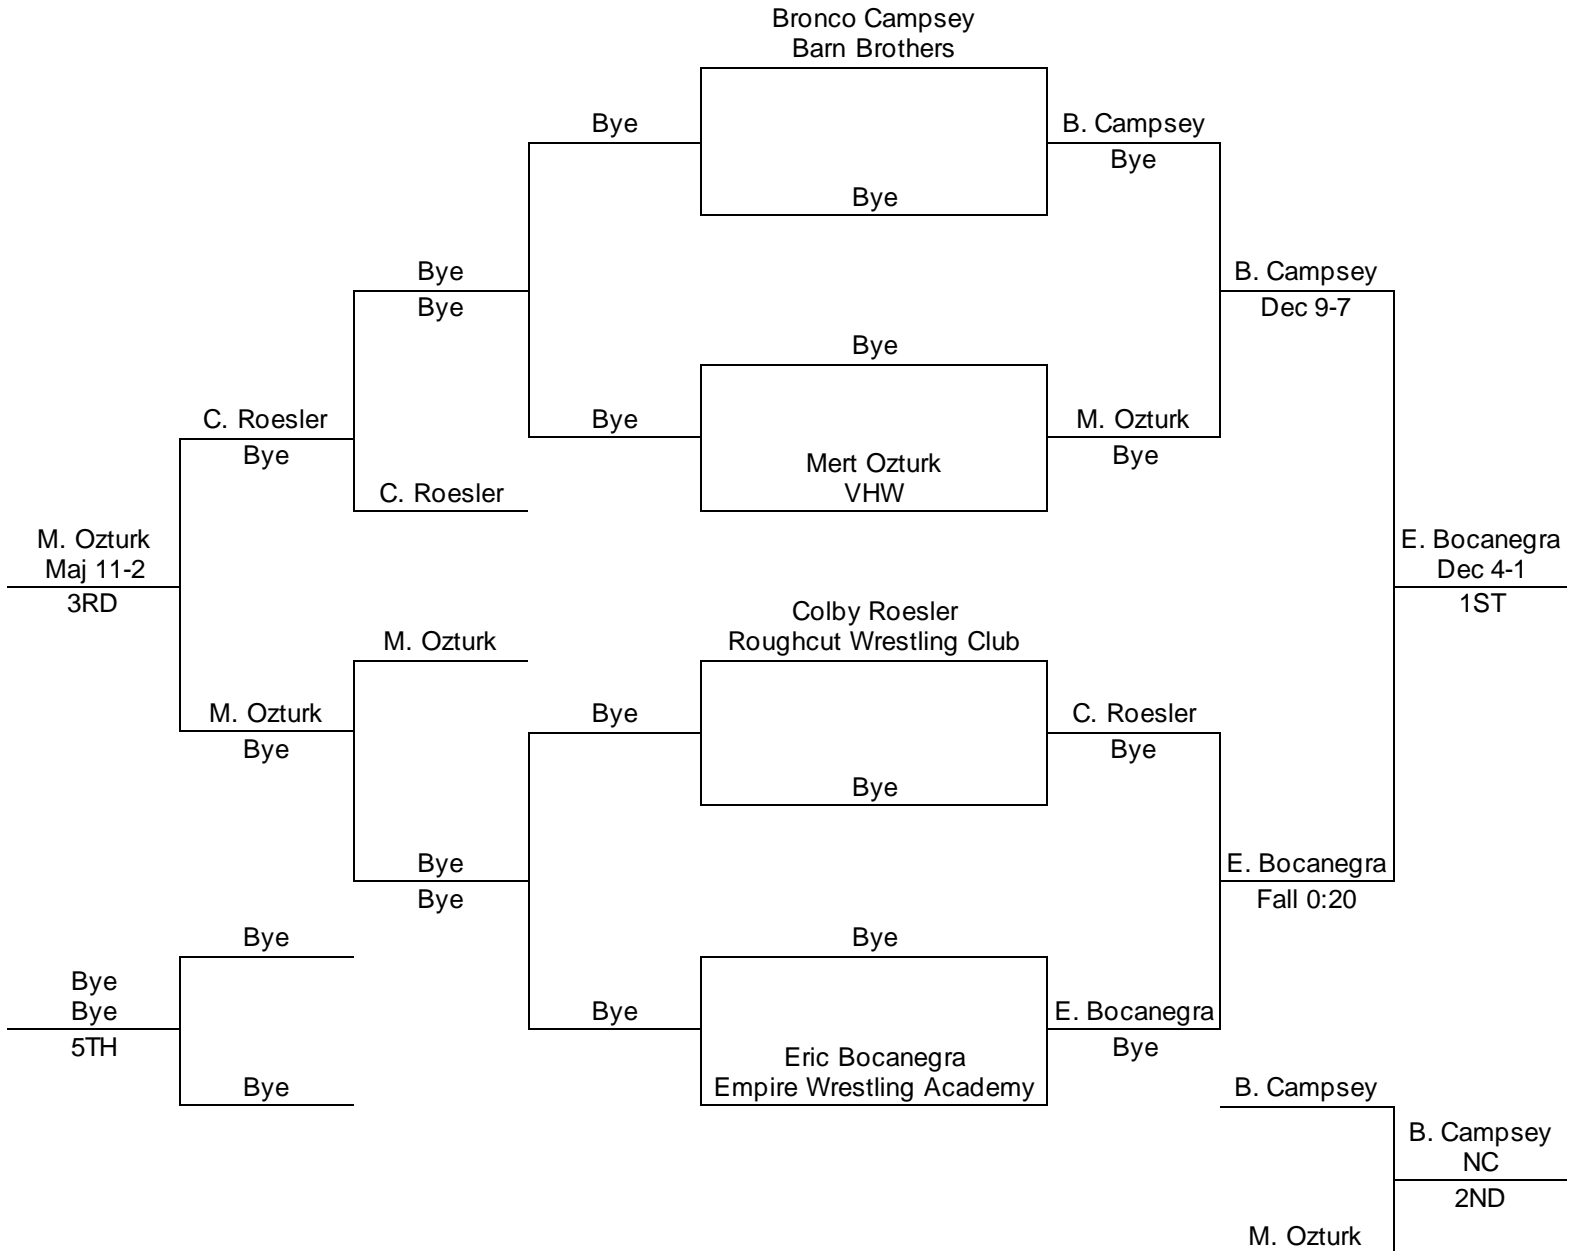 Bronco Campsey
Barn Brothers
Bye
B. Campsey
Bye
Bye
Bye
B. Campsey
Bye
Dec 9-7
Bye
C. Roesler
Bye
M. Ozturk
Bye
Bye
Mert Ozturk
C. Roesler
VHW
M. Ozturk
E. Bocanegra
Maj 11-2
Dec 4-1
3RD
1ST
Colby Roesler
M. Ozturk
Roughcut Wrestling Club
M. Ozturk
Bye
C. Roesler
Bye
Bye
Bye
Bye
E. Bocanegra
Bye
Fall 0:20
Bye
Bye
Bye
Bye
Bye
E. Bocanegra
5TH
Bye
Eric Bocanegra
Bye
Empire Wrestling Academy
B. Campsey
B. Campsey
NC
2ND
M. Ozturk